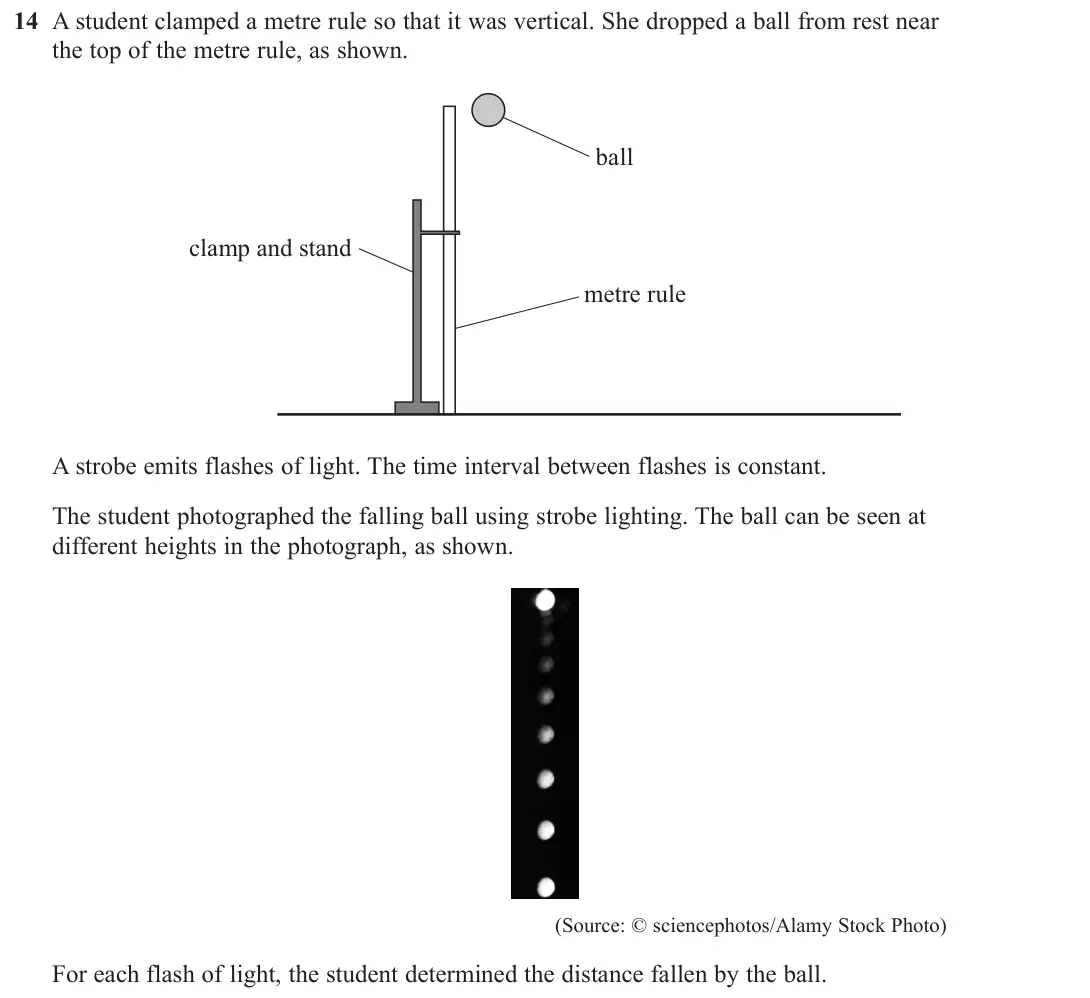 14 A student clamped a metre rule so that it was vertical. She dropped a ball from rest near
the top of the metre rule, as shown.
ball
clamp and stand
metre rule
A strobe emits flashes of light. The time interval between flashes is constant.
The student photographed the falling ball using strobe lighting. The ball can be seen at
different heights in the photograph, as shown.
(Source: © sciencephotos/Alamy Stock Photo)
For each flash of light, the student determined the distance fallen by the ball.